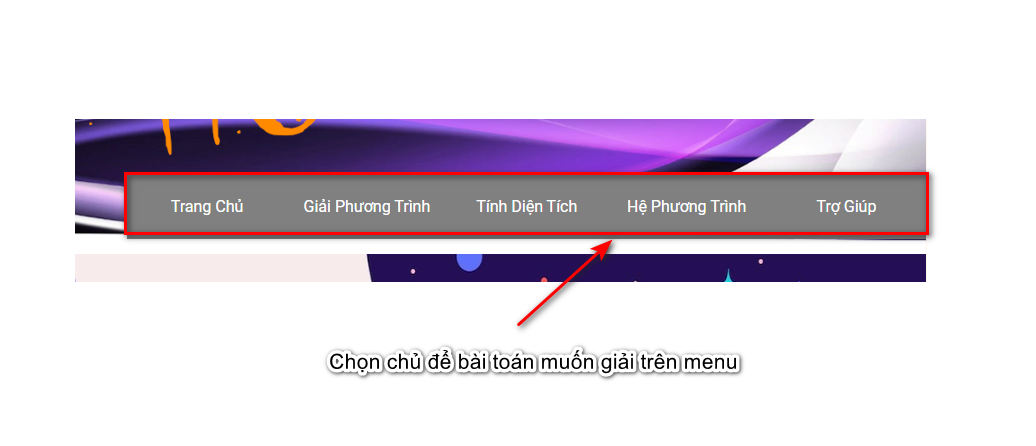 Trang Chủ Giải Phương Trình Tính Diện Tích Hệ Phương Trình Trợ Giúp
Chọn chủ để bài toán muốn giải trên menu